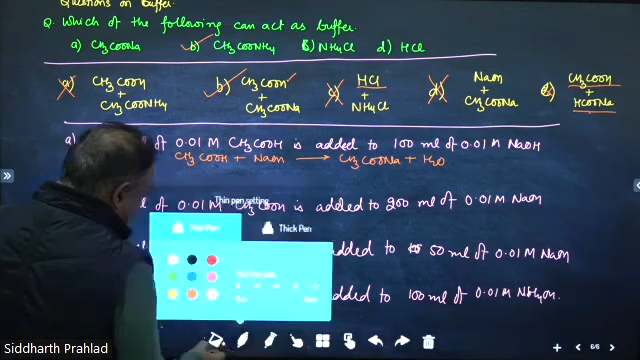 Questions on Buffer.
Q. Which of the following can act as buffer.
a) CH3COONa b) CH3COONH4 c) NH4Cl d) HCl
a) CH3COOH + CH3COONH4 b) CH3COOH + CH3COONa c) HCl + NH4Cl d) NaOH + CH3COONa e) CH3COOH + HCOONa
a) of 0.01 M CH3COOH is added to 100 ml of 0.01 M NaOH
CH3COOH + NaOH → CH3COONa + H2O
of 0.01 M CH3COOH is added to 200 ml of 0.01 M NaOH
Thin pen setting
Thin Pen Thick Pen
added to 50 ml of 0.01 M NaOH
added to 100 ml of 0.01 M NH4OH.
Siddharth Prahlad
6/6